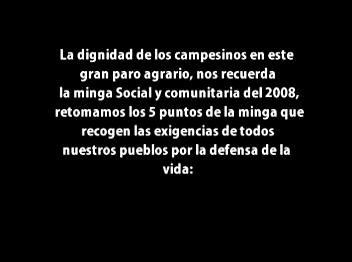 La dignidad de los campesinos en este
gran paro agrario, nos recuerda
la minga Social y comunitaria del 2008,
retomamos los 5 puntos de la minga que
recogen las exigencias de todos
nuestros pueblos por la defensa de la
vida: